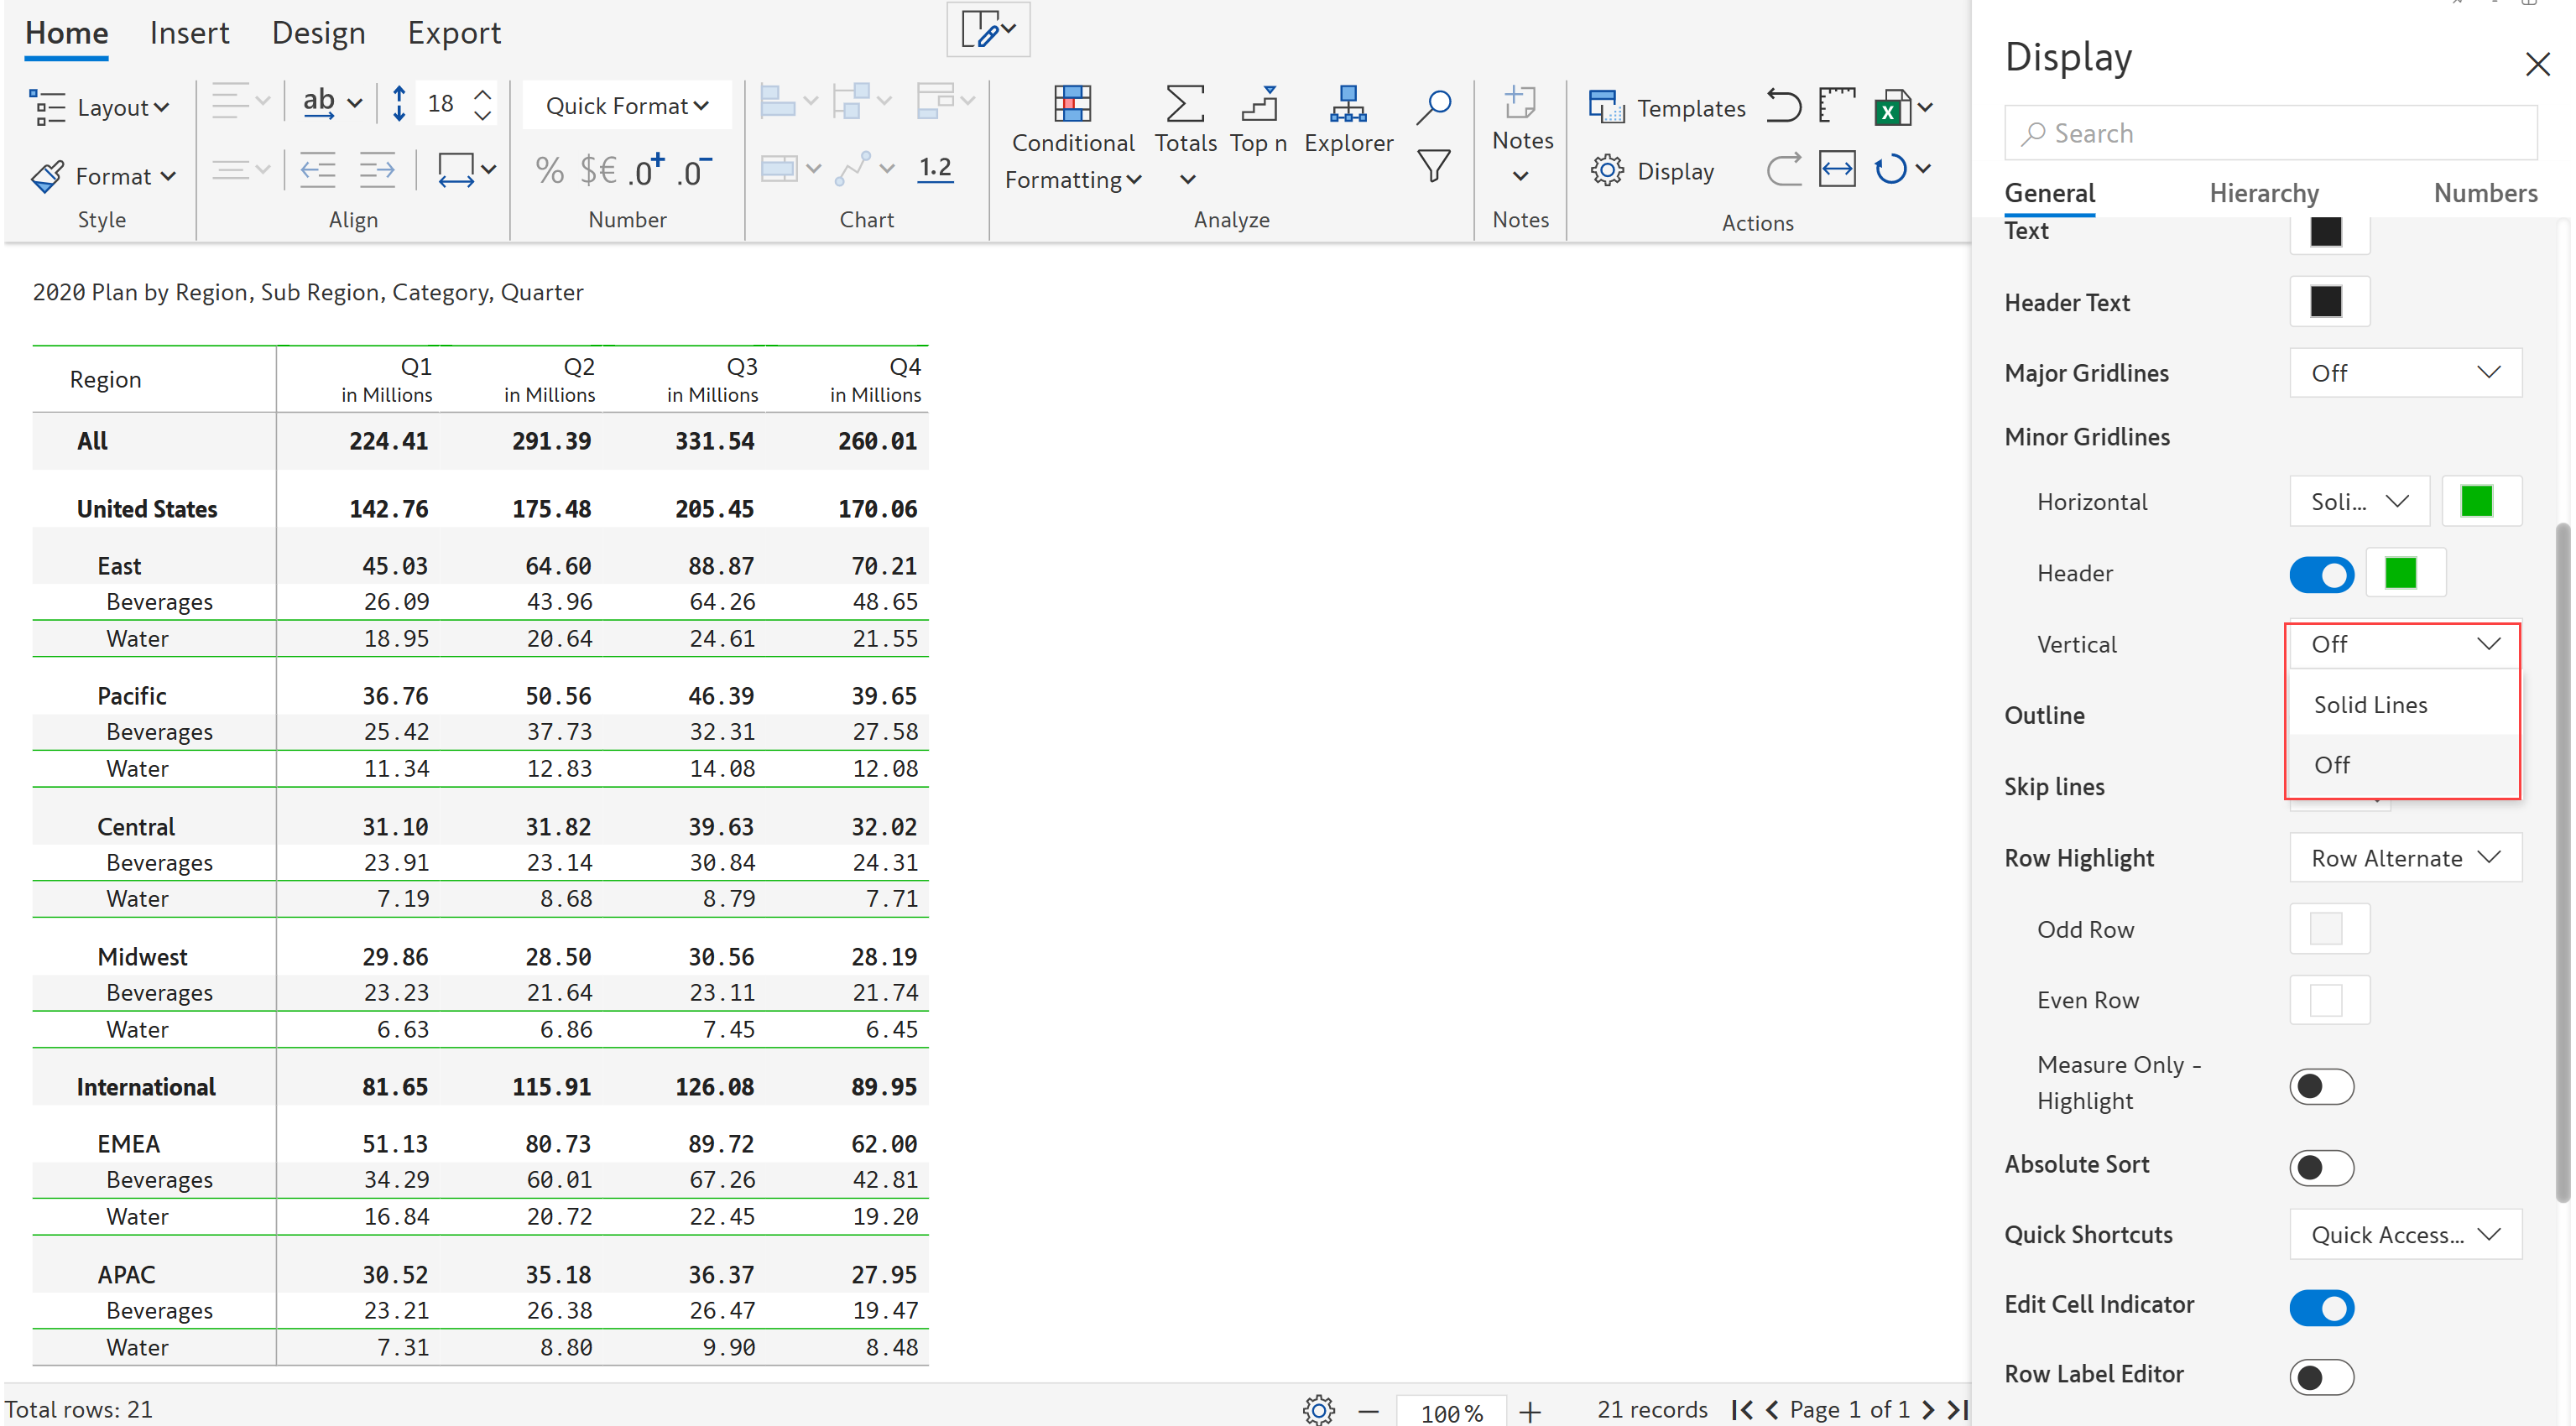 Home Insert Design Export
Layout ab 18 Quick Format Conditional Formatting Totals Top n Explorer Notes Templates
Format % $€ .0+ .0- 1.2 Display
Style Align Number Chart Analyze Notes Actions
2020 Plan by Region, Sub Region, Category, Quarter
Region Q1 Q2 Q3 Q4
in Millions in Millions in Millions in Millions
All 224.41 291.39 331.54 260.01
United States 142.76 175.48 205.45 170.06
East 45.03 64.60 88.87 70.21
Beverages 26.09 43.96 64.26 48.65
Water 18.95 20.64 24.61 21.55
Pacific 36.76 50.56 46.39 39.65
Beverages 25.42 37.73 32.31 27.58
Water 11.34 12.83 14.08 12.08
Central 31.10 31.82 39.63 32.02
Beverages 23.91 23.14 30.84 24.31
Water 7.19 8.68 8.79 7.71
Midwest 29.86 28.50 30.56 28.19
Beverages 23.23 21.64 23.11 21.74
Water 6.63 6.86 7.45 6.45
International 81.65 115.91 126.08 89.95
EMEA 51.13 80.73 89.72 62.00
Beverages 34.29 60.01 67.26 42.81
Water 16.84 20.72 22.45 19.20
APAC 30.52 35.18 36.37 27.95
Beverages 23.21 26.38 26.47 19.47
Water 7.31 8.80 9.90 8.48
Total rows: 21
100% 21 records Page 1 of 1
Display
Search
General Hierarchy Numbers
Text
Header Text
Major Gridlines Off
Minor Gridlines
Horizontal Soli...
Header
Vertical Off
Solid Lines
Outline
Off
Skip lines
Row Highlight Row Alternate
Odd Row
Even Row
Measure Only -
Highlight
Absolute Sort
Quick Shortcuts Quick Access...
Edit Cell Indicator
Row Label Editor